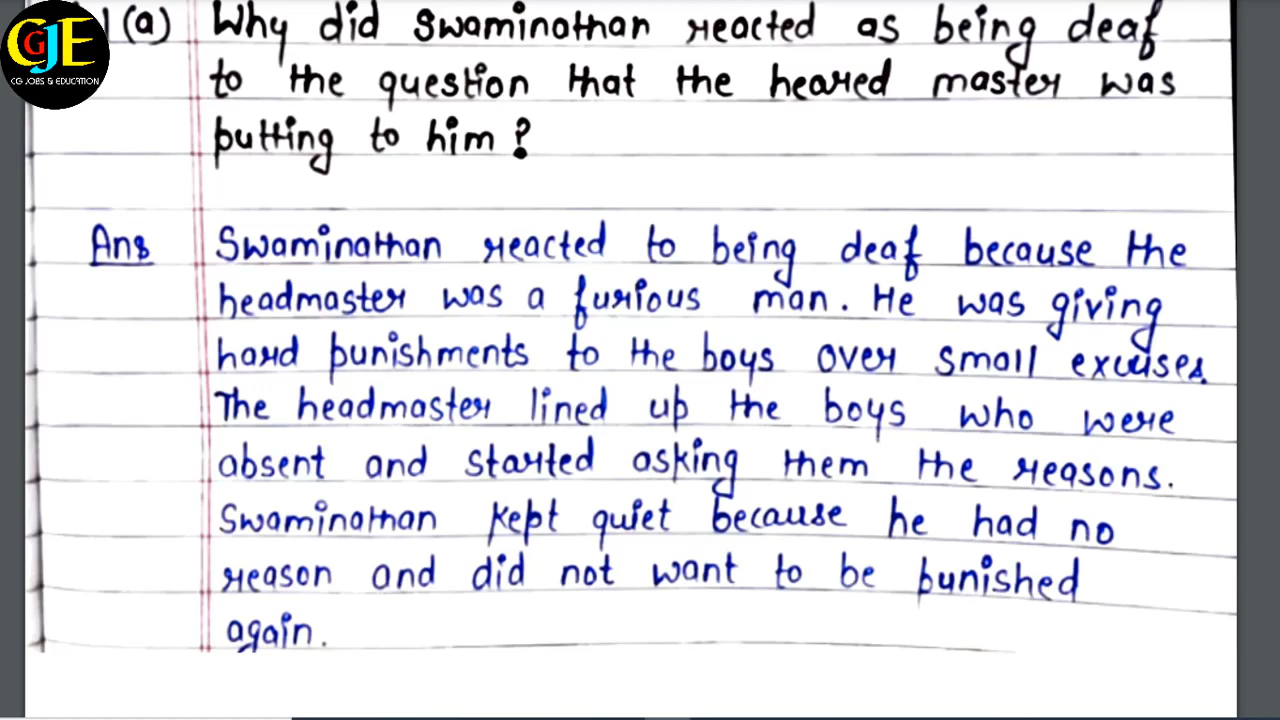 CGJE
CG JOBS & EDUCATION
1(a) Why did Swaminathan reacted as being deaf
to the question that the heared master was
putting to him?
Ans Swaminathan reacted to being deaf because the
headmaster was a furious man. He was giving
hard punishments to the boys over small excuses.
The headmaster lined up the boys who were
absent and started asking them the reasons.
Swaminathan kept quiet because he had no
reason and did not want to be punished
again.